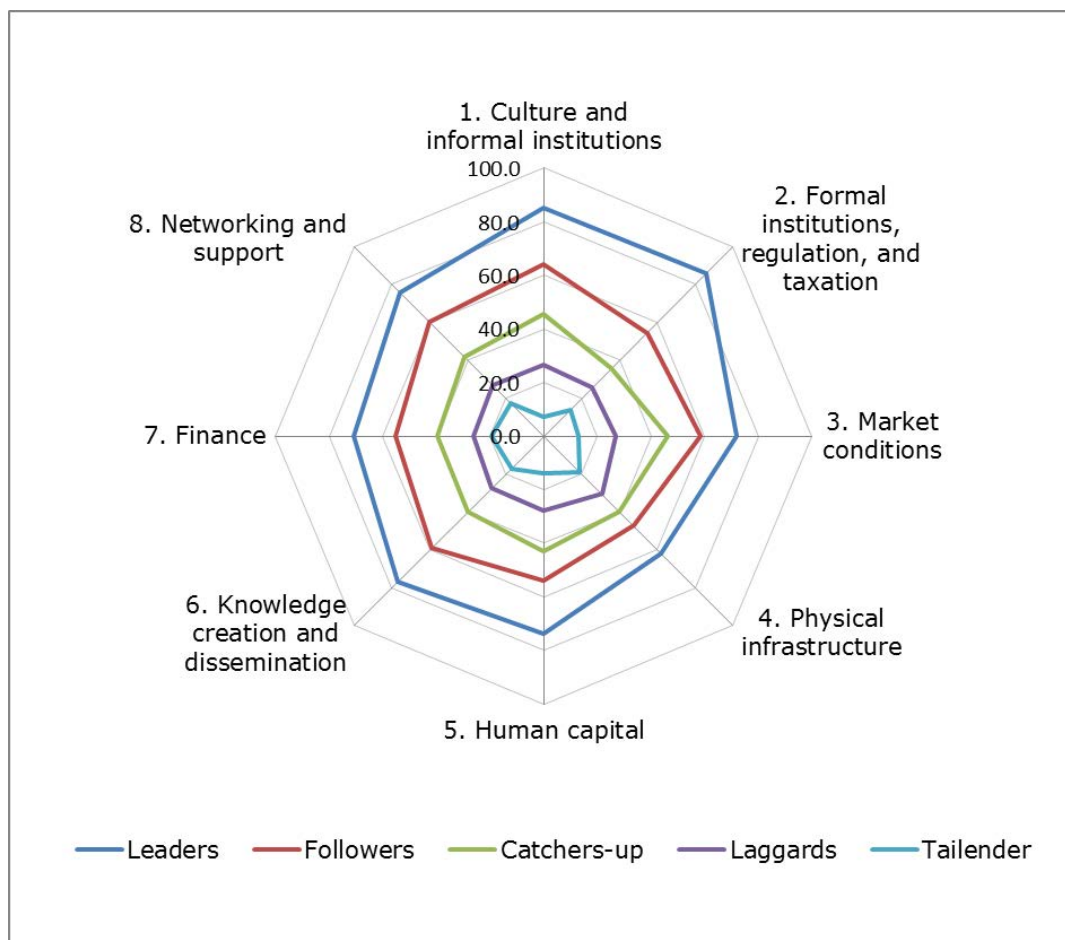 1. Culture and
informal institutions
100.0
80.0
60.0
40.0
20.0
0.0
2. Formal
institutions,
regulation, and
taxation
3. Market
conditions
4. Physical
infrastructure
5. Human capital
6. Knowledge
creation and
dissemination
7. Finance
8. Networking and
support
Leaders
Followers
Catchers-up
Laggards
Tailender